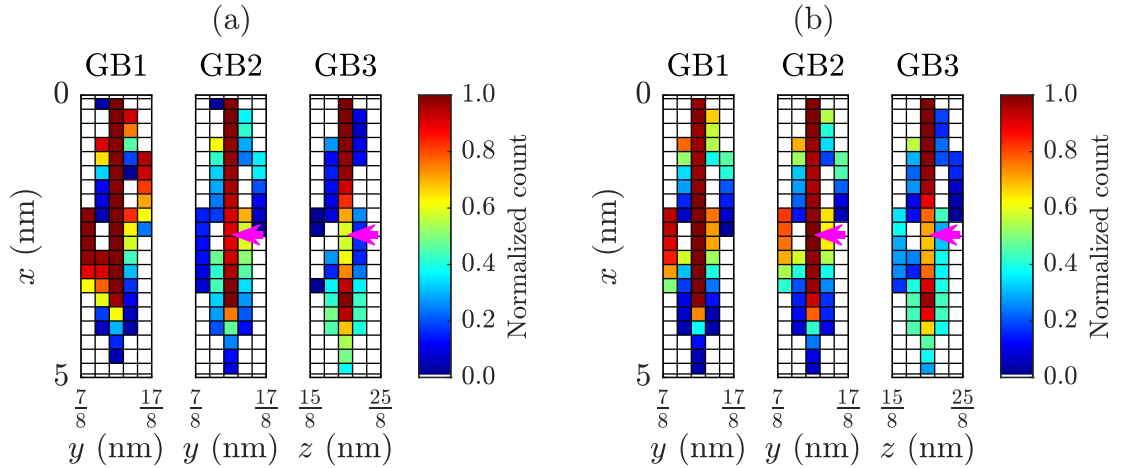 (a)
GB1 GB2 GB3
0
5
x (nm)
7/8 17/8 7/8 17/8 15/8 25/8
y (nm) y (nm) z (nm)
1.0
0.8
0.6
0.4
0.2
0.0
Normalized count
(b)
GB1 GB2 GB3
0
5
x (nm)
7/8 17/8 7/8 17/8 15/8 25/8
y (nm) y (nm) z (nm)
1.0
0.8
0.6
0.4
0.2
0.0
Normalized count